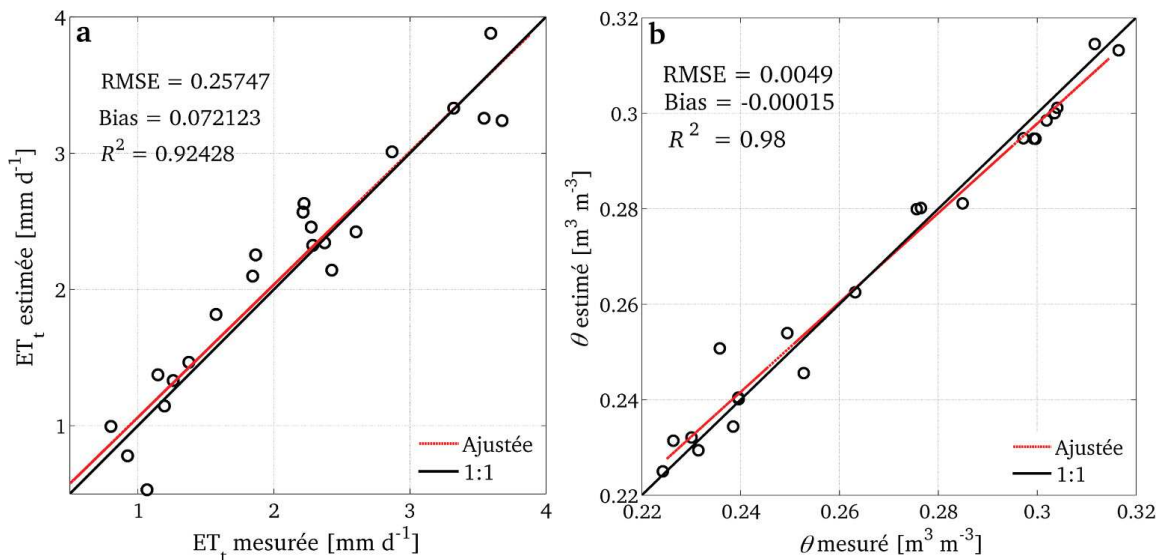 a
RMSE = 0.25747
Bias = 0.072123
R² = 0.92428
4
3
2
1
1
2
3
4
ETt estimée [mm d⁻¹]
ETt mesurée [mm d⁻¹]
Ajustée
1:1
b
RMSE = 0.0049
Bias = -0.00015
R² = 0.98
0.32
0.3
0.28
0.26
0.24
0.22
0.22
0.24
0.26
0.28
0.3
0.32
θ estimé [m³ m⁻³]
θ mesuré [m³ m⁻³]
Ajustée
1:1